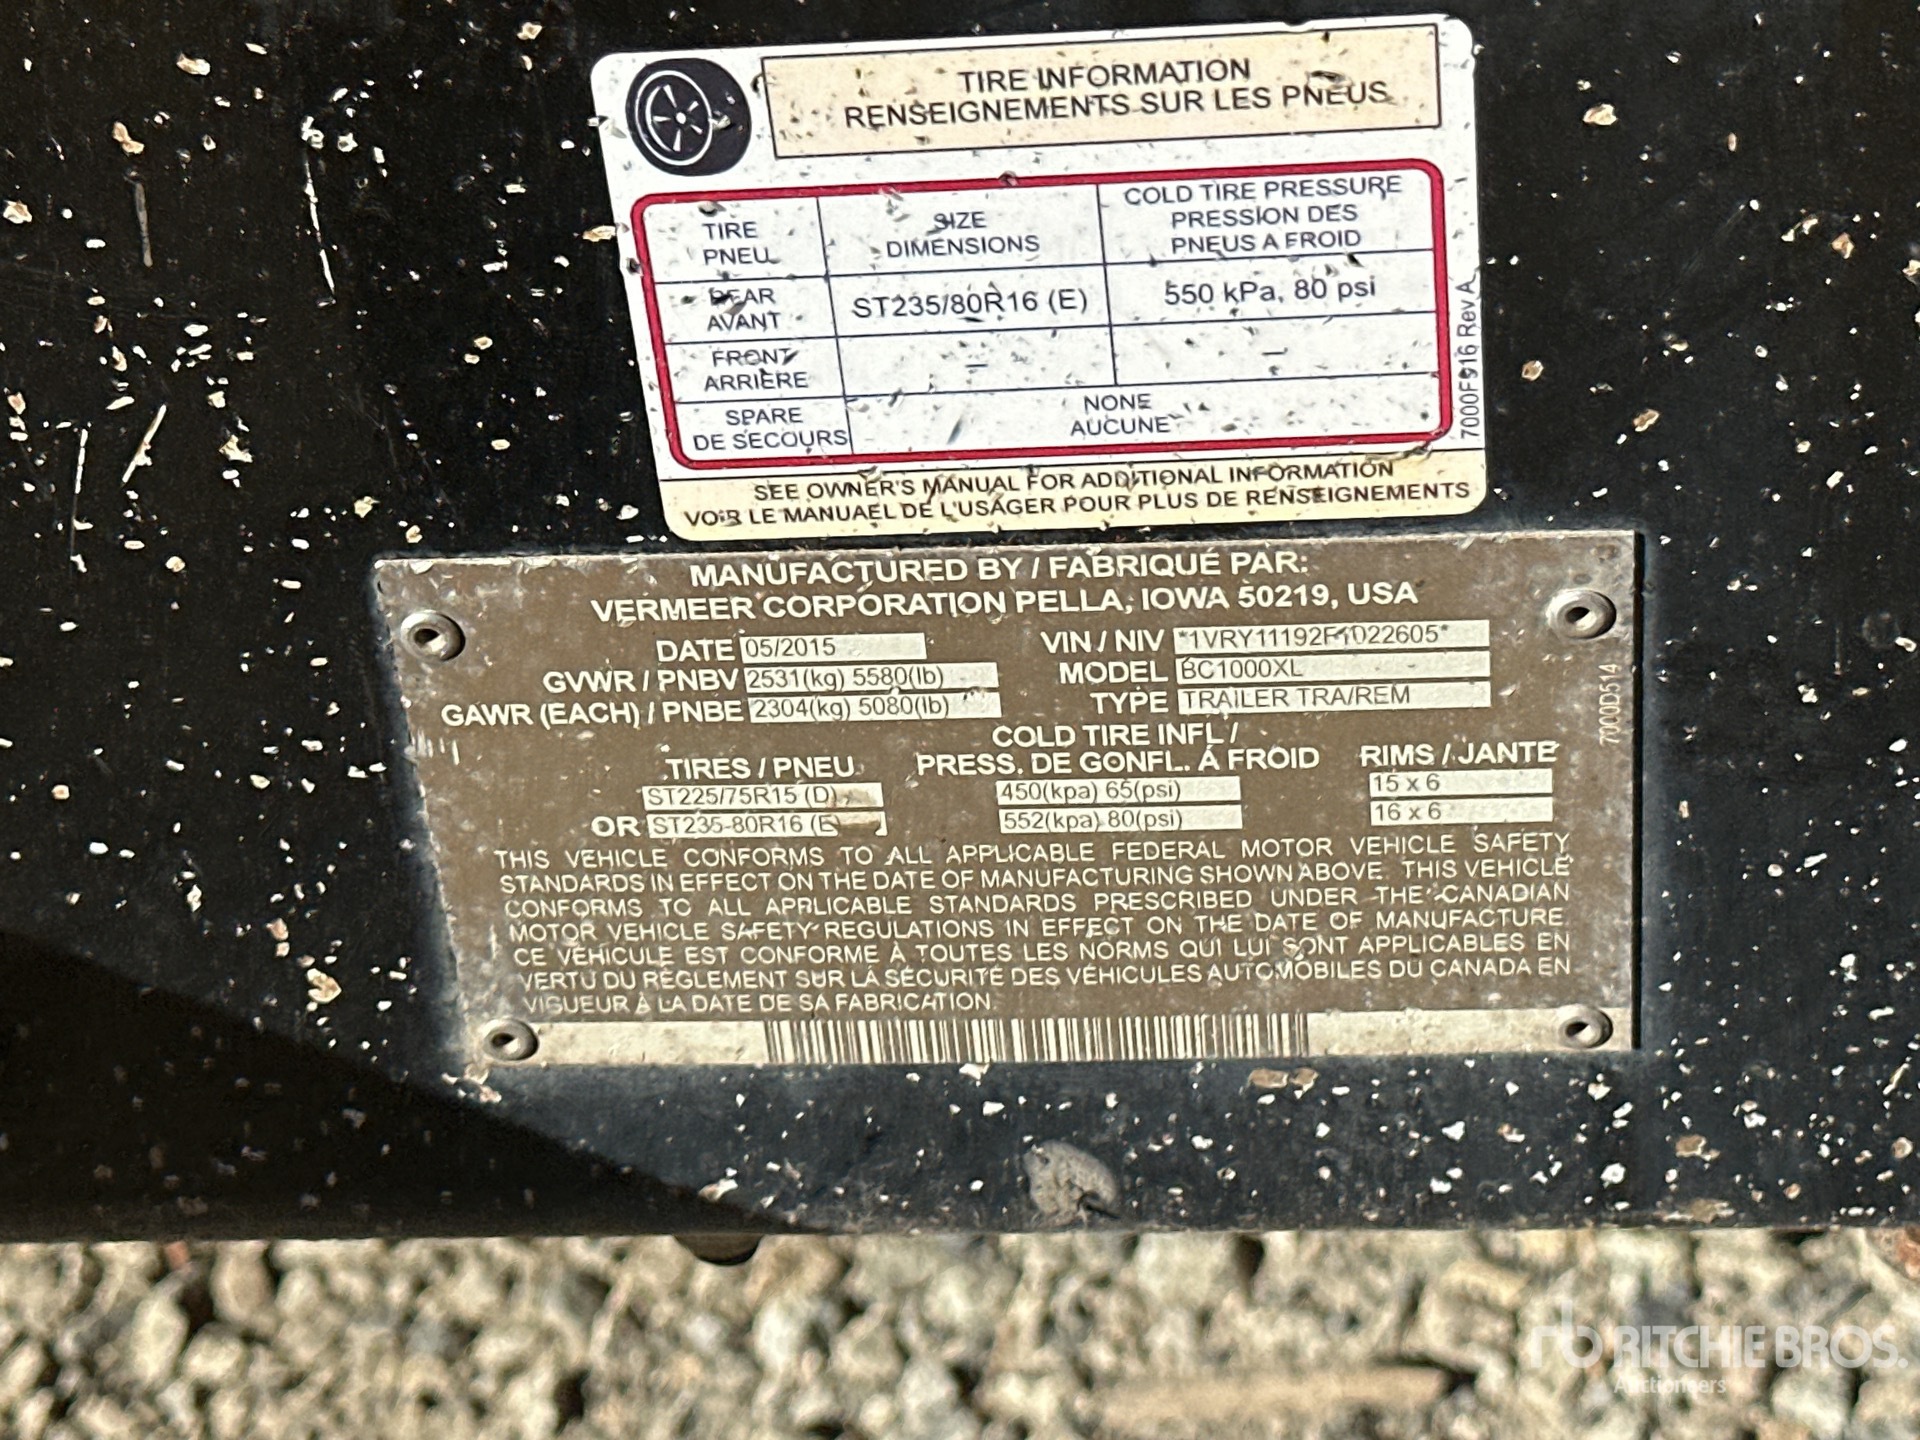 TIRE INFORMATION
RENSEIGNEMENTS SUR LES PNEUS
TIRE
PNEU
SIZE
DIMENSIONS
COLD TIRE PRESSURE
PRESSION DES
PNEUS A FROID
REAR
AVANT
ST235/80R16 (E)
550 kPa, 80 psi
FRONT
ARRIERE
–
–
SPARE
DE SECOURS
NONE
AUCUNE
7000F916 Rev A
SEE OWNER'S MANUAL FOR ADDITIONAL INFORMATION
VOIR LE MANUAEL DE L'USAGER POUR PLUS DE RENSEIGNEMENTS
MANUFACTURED BY / FABRIQUÉ PAR:
VERMEER CORPORATION PELLA, IOWA 50219, USA
DATE 05/2015
VIN / NIV *1VRY11192F1022605*
GVWR / PNBV 2531(kg) 5580(lb)
MODEL BC1000XL
GAWR (EACH) / PNBE 2304(kg) 5080(lb)
TYPE TRAILER TRA/REM
7000D514
TIRES / PNEU
COLD TIRE INFL /
PRESS. DE GONFL. À FROID
RIMS / JANTE
ST225/75R15 (D)
450(kpa) 65(psi)
15 x 6
OR ST235-80R16 (E)
552(kpa) 80(psi)
16 x 6
THIS VEHICLE CONFORMS TO ALL APPLICABLE FEDERAL MOTOR VEHICLE SAFETY
STANDARDS IN EFFECT ON THE DATE OF MANUFACTURING SHOWN ABOVE. THIS VEHICLE
CONFORMS TO ALL APPLICABLE STANDARDS PRESCRIBED UNDER THE CANADIAN
MOTOR VEHICLE SAFETY REGULATIONS IN EFFECT ON THE DATE OF MANUFACTURE.
CE VÉHICULE EST CONFORME À TOUTES LES NORMS QUI LUI SONT APPLICABLES EN
VERTU DU RÈGLEMENT SUR LA SÉCURITÉ DES VÉHICULES AUTOMOBILES DU CANADA EN
VIGUEUR À LA DATE DE SA FABRICATION.
rb RITCHIE BROS.
Auctioneers